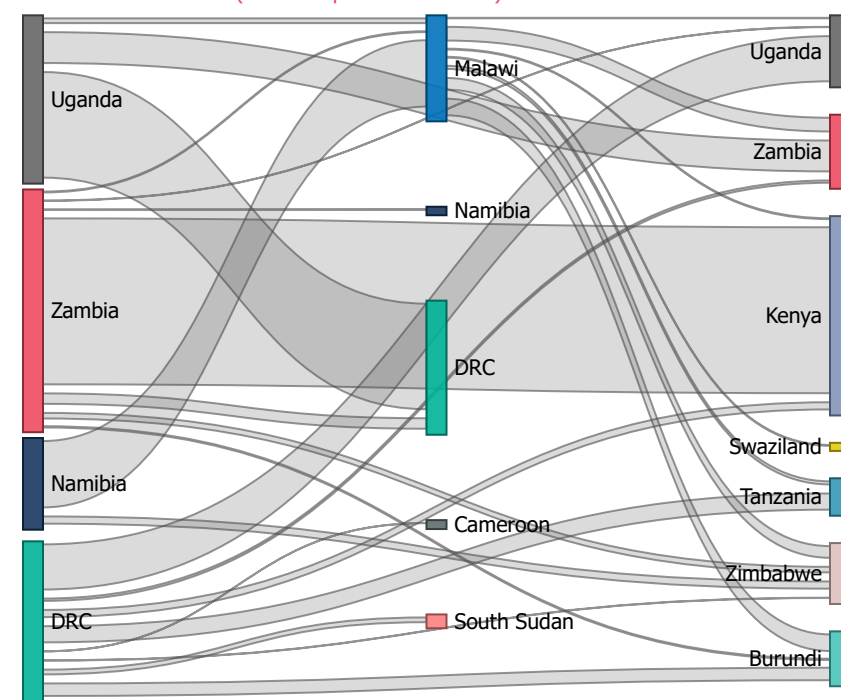 Uganda
Zambia
Namibia
DRC
Malawi
Namibia
DRC
Cameroon
South Sudan
Uganda
Zambia
Kenya
Swaziland
Tanzania
Zimbabwe
Burundi